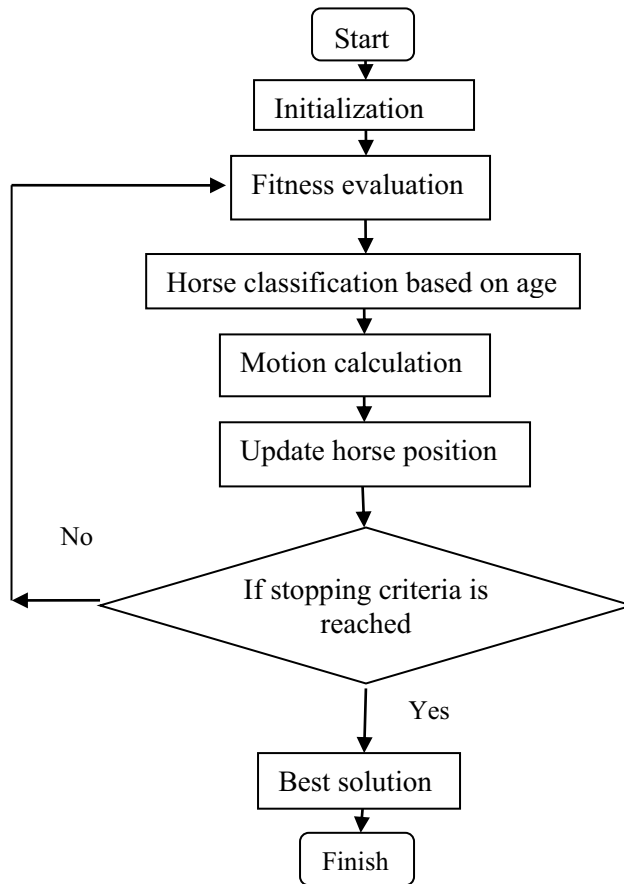 Start
Initialization
Fitness evaluation
Horse classification based on age
Motion calculation
Update horse position
No
If stopping criteria is
reached
Yes
Best solution
Finish